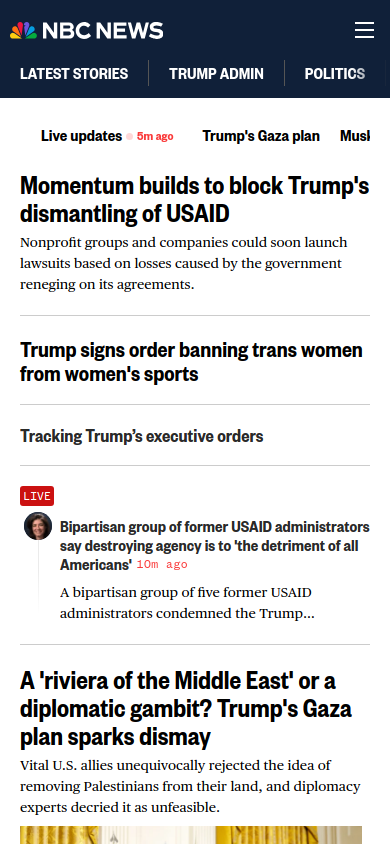 NBC NEWS
LATEST STORIES
TRUMP ADMIN
POLITICS
Live updates 5m ago
Trump's Gaza plan
Musk
Momentum builds to block Trump's
dismantling of USAID
Nonprofit groups and companies could soon launch
lawsuits based on losses caused by the government
reneging on its agreements.
Trump signs order banning trans women
from women's sports
Tracking Trump’s executive orders
LIVE
Bipartisan group of former USAID administrators
say destroying agency is to 'the detriment of all
Americans' 10m ago
A bipartisan group of five former USAID
administrators condemned the Trump...
A 'riviera of the Middle East' or a
diplomatic gambit? Trump's Gaza
plan sparks dismay
Vital U.S. allies unequivocally rejected the idea of
removing Palestinians from their land, and diplomacy
experts decried it as unfeasible.